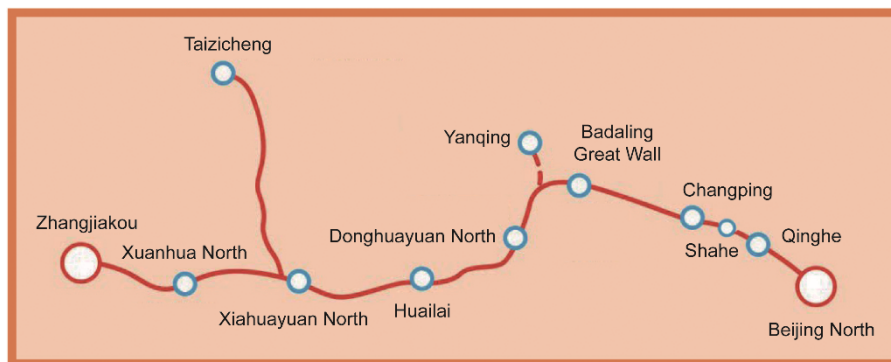 Taizicheng
Yanqing
Badaling
Great Wall
Changping
Zhangjiakou
Xuanhua North
Donghuayuan North
Shahe
Qinghe
Xiahuayuan North
Huailai
Beijing North